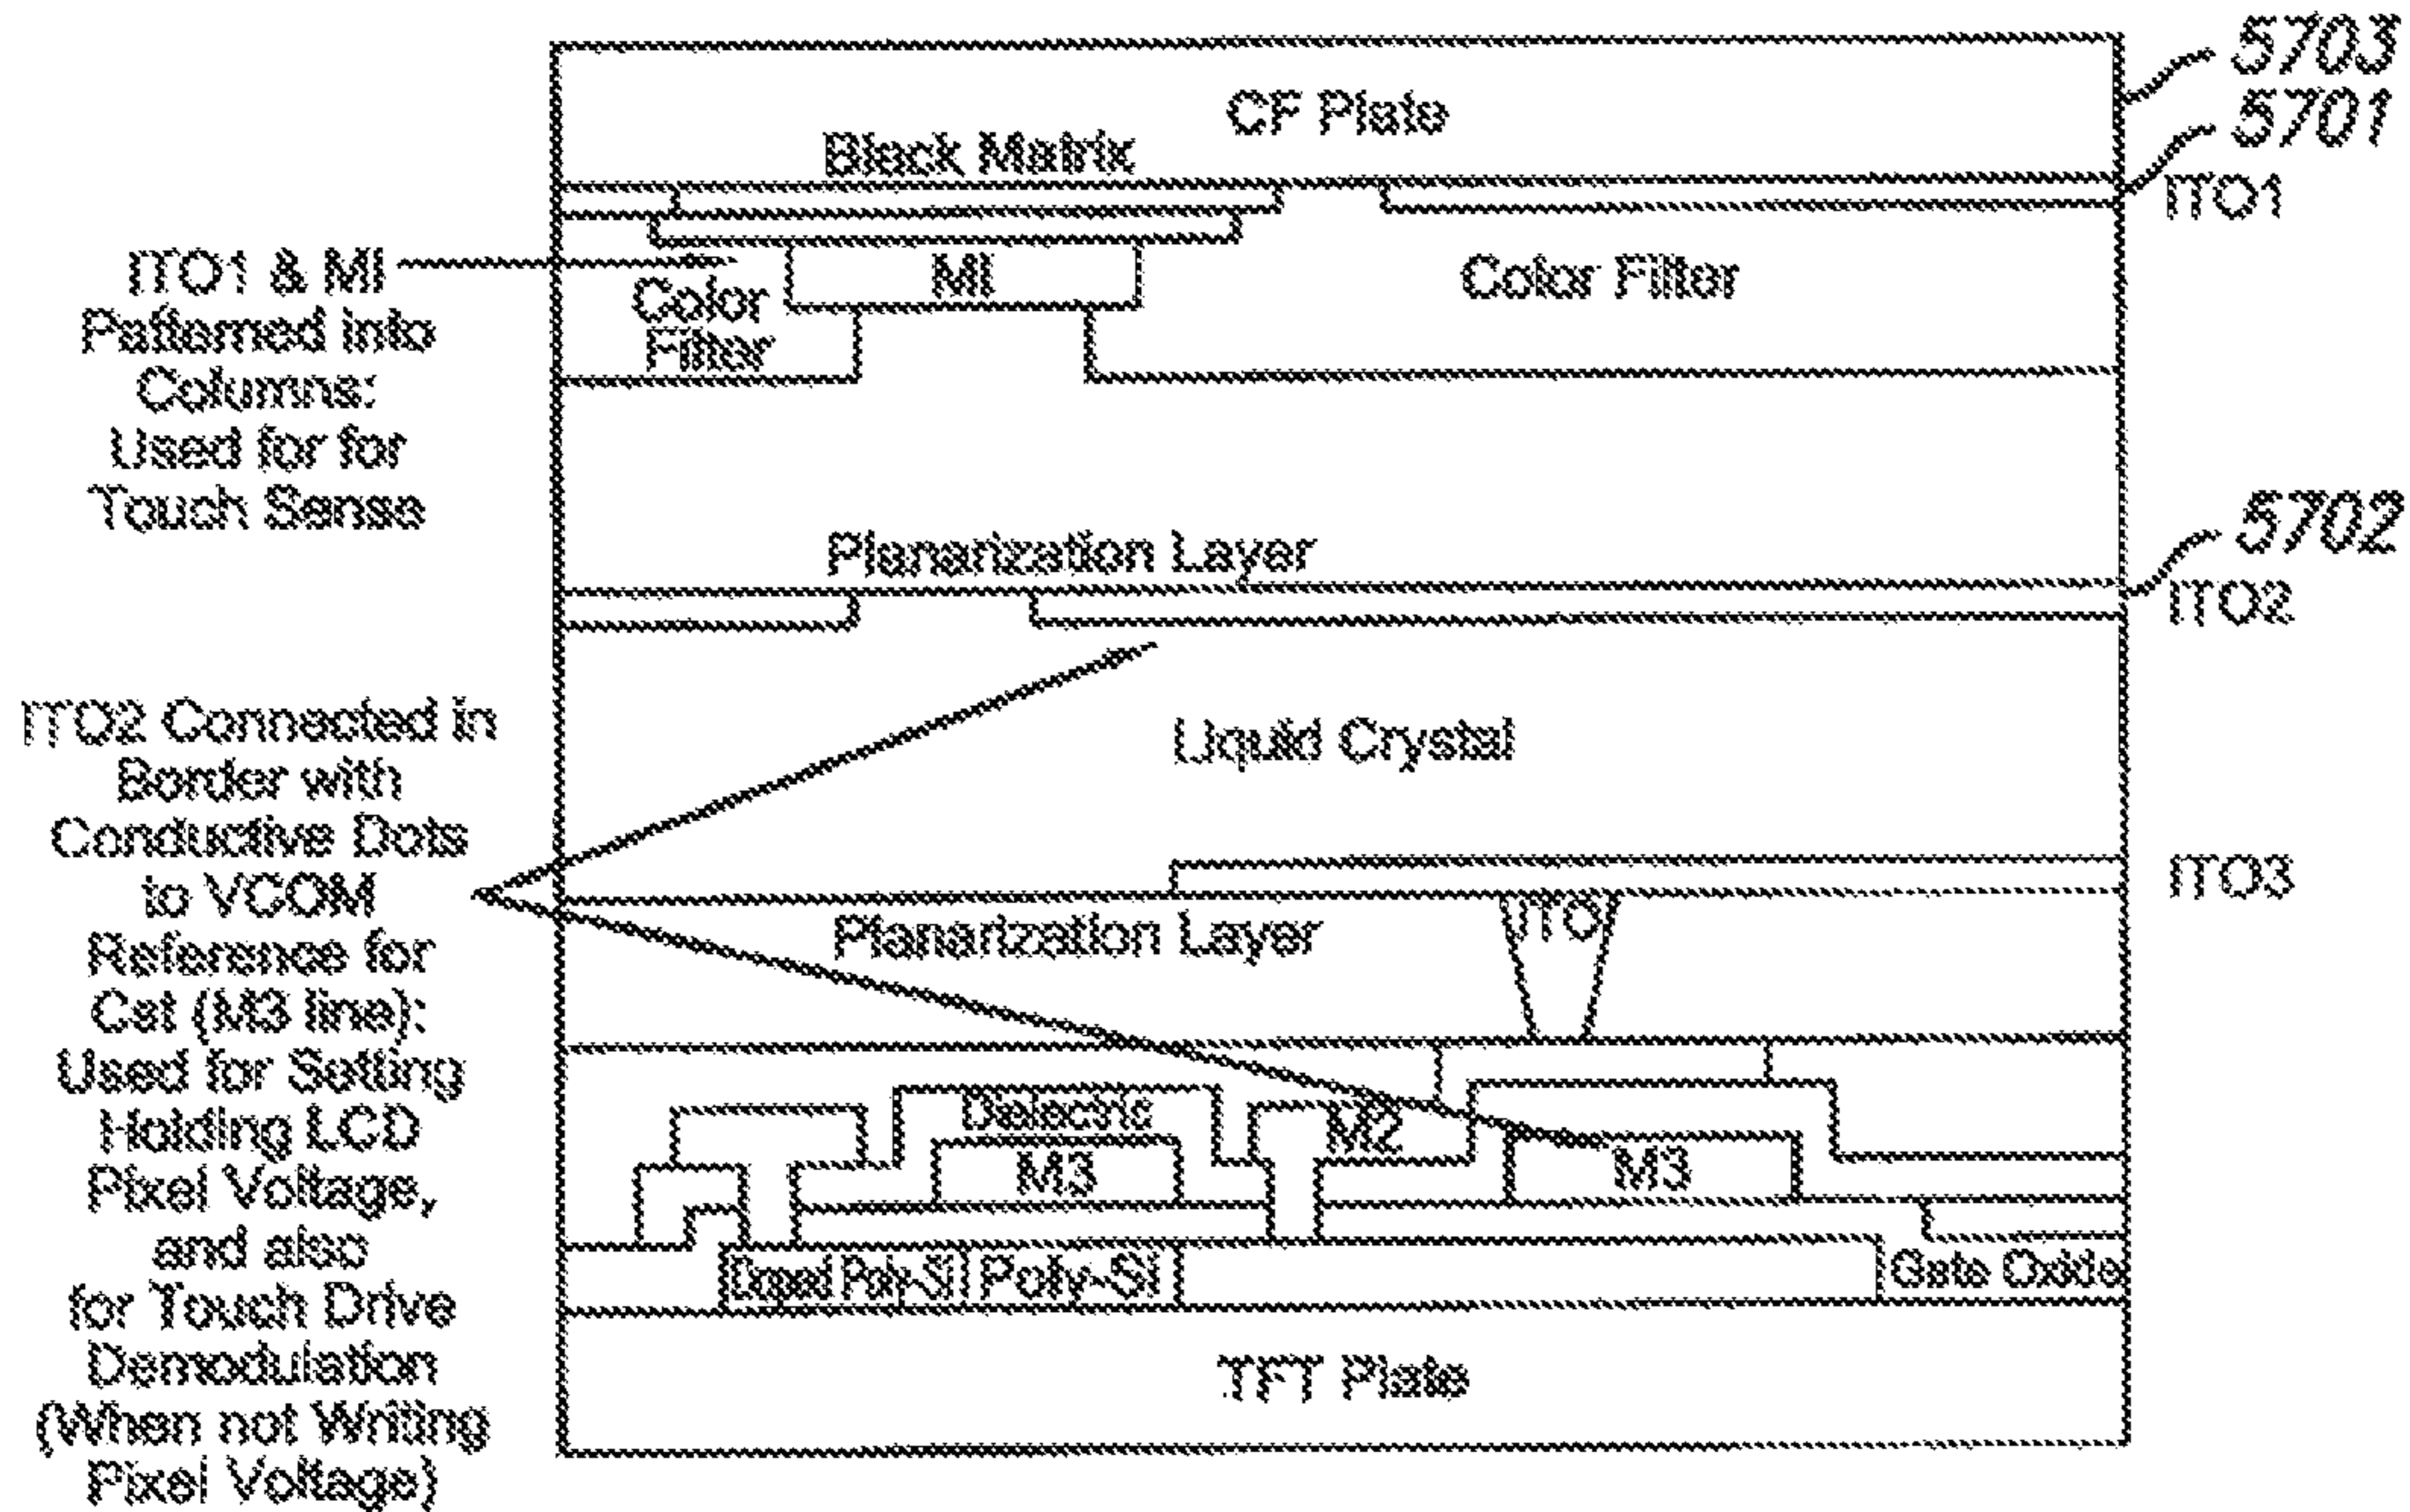 5703
CF Plate
5701
Black Matrix
ITO1
ITO1 & MI
Patterned into
Columns:
Used for for
Touch Sense
Color
Filter
MI
Color Filter
5702
Planarization Layer
ITO2
ITO2 Connected in
Border with
Conductive Dots
to VCOM
Reference for
Cst (M3 line):
Used for Setting
Holding LCD
Pixel Voltage,
and also
for Touch Drive
Demodulation
(When not Writing
Pixel Voltage)
Liquid Crystal
ITO3
Planarization Layer
ITO
Dielectric
M2
M3
M3
Doped Poly-Si
Poly-Si
Gate Oxide
TFT Plate